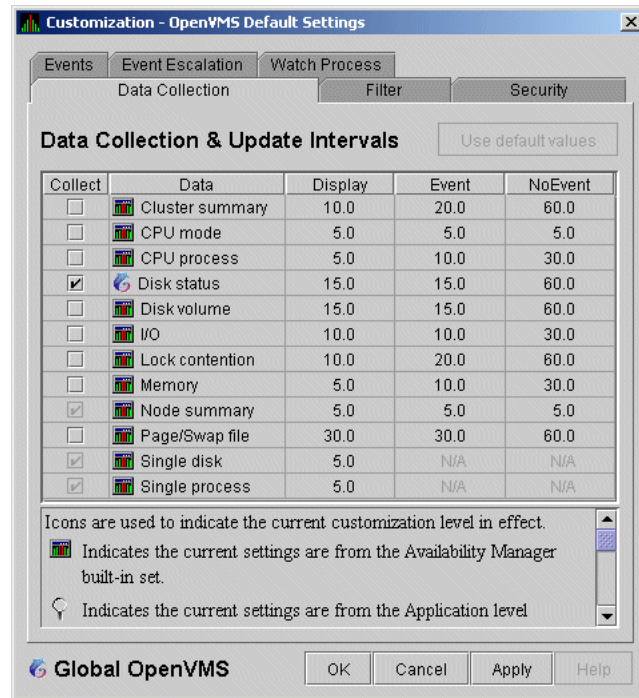 Customization - OpenVMS Default Settings
Events Event Escalation Watch Process
Data Collection Filter Security
Data Collection & Update Intervals Use default values
Collect Data Display Event NoEvent
Cluster summary 10.0 20.0 60.0
CPU mode 5.0 5.0 5.0
CPU process 5.0 10.0 30.0
Disk status 15.0 15.0 60.0
Disk volume 15.0 15.0 60.0
I/O 10.0 10.0 30.0
Lock contention 10.0 20.0 60.0
Memory 5.0 10.0 30.0
Node summary 5.0 5.0 5.0
Page/Swap file 30.0 30.0 60.0
Single disk 5.0 N/A N/A
Single process 5.0 N/A N/A
Icons are used to indicate the current customization level in effect.
Indicates the current settings are from the Availability Manager
built-in set.
Indicates the current settings are from the Application level
Global OpenVMS OK Cancel Apply Help